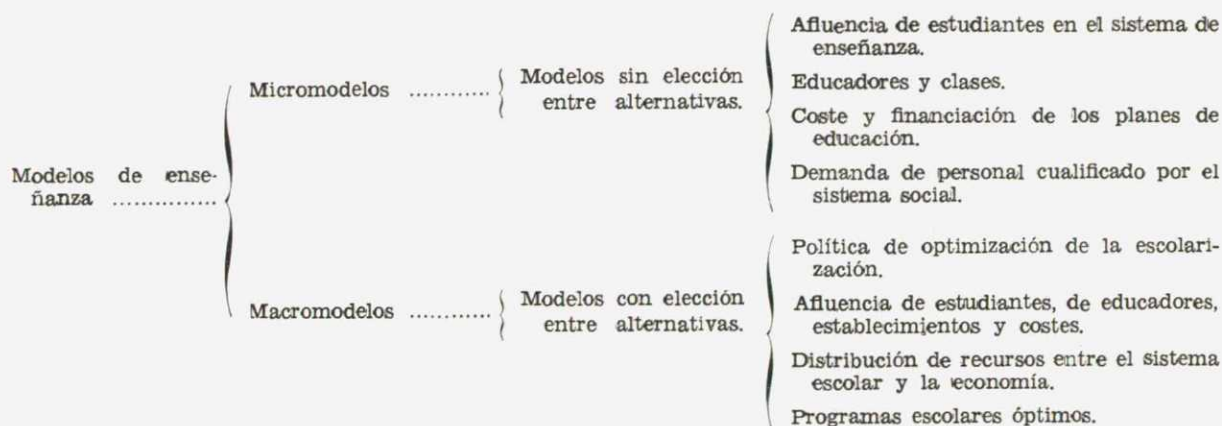 Modelos de ense-
ñanza ...............
Micromodelos ............
Modelos sin elección
entre alternativas.
Afluencia de estudiantes en el sistema de
enseñanza.
Educadores y clases.
Coste y financiación de los planes de
educación.
Demanda de personal cualificado por el
sistema social.
Macromodelos ............
Modelos con elección
entre alternativas.
Política de optimización de la escolari-
zación.
Afluencia de estudiantes, de educadores,
establecimientos y costes.
Distribución de recursos entre el sistema
escolar y la economía.
Programas escolares óptimos.